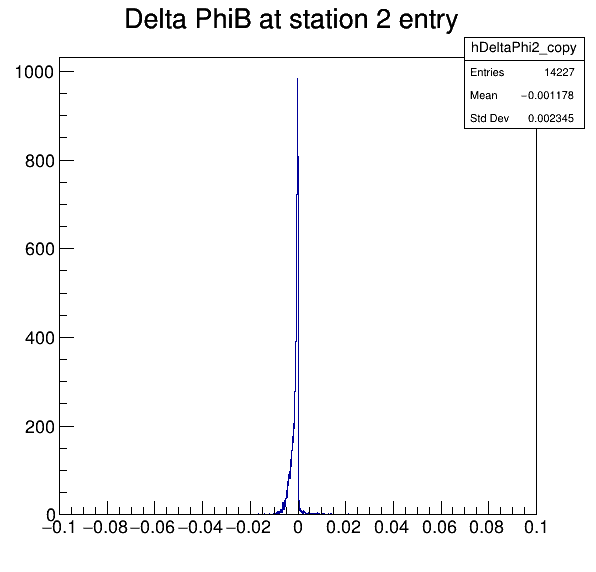 Delta PhiB at station 2 entry
hDeltaPhi2_copy
Entries 14227
Mean −0.001178
Std Dev 0.002345
1000
800
600
400
200
0
−0.1 −0.08 −0.06 −0.04 −0.02 0 0.02 0.04 0.06 0.08 0.1